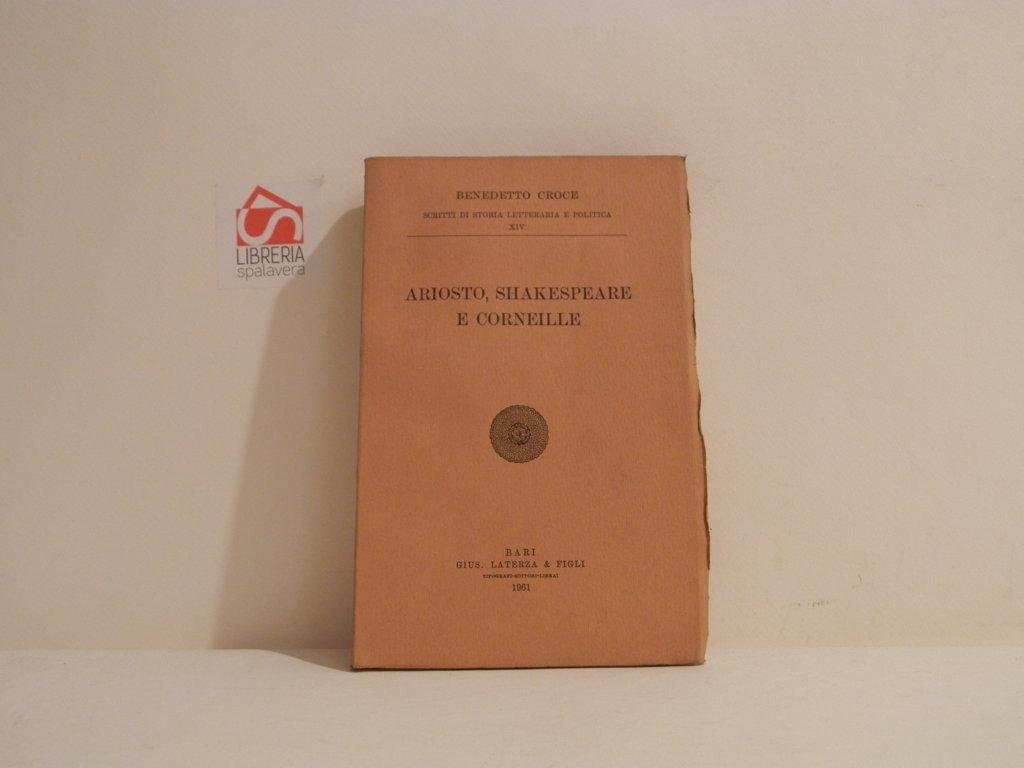 LIBRERIA
spalavera
BENEDETTO CROCE
SCRITTI DI STORIA LETTERARIA E POLITICA
XIV
ARIOSTO, SHAKESPEARE
E CORNEILLE
BARI
GIUS. LATERZA & FIGLI
TIPOGRAFI-EDITORI-LIBRAI
1961